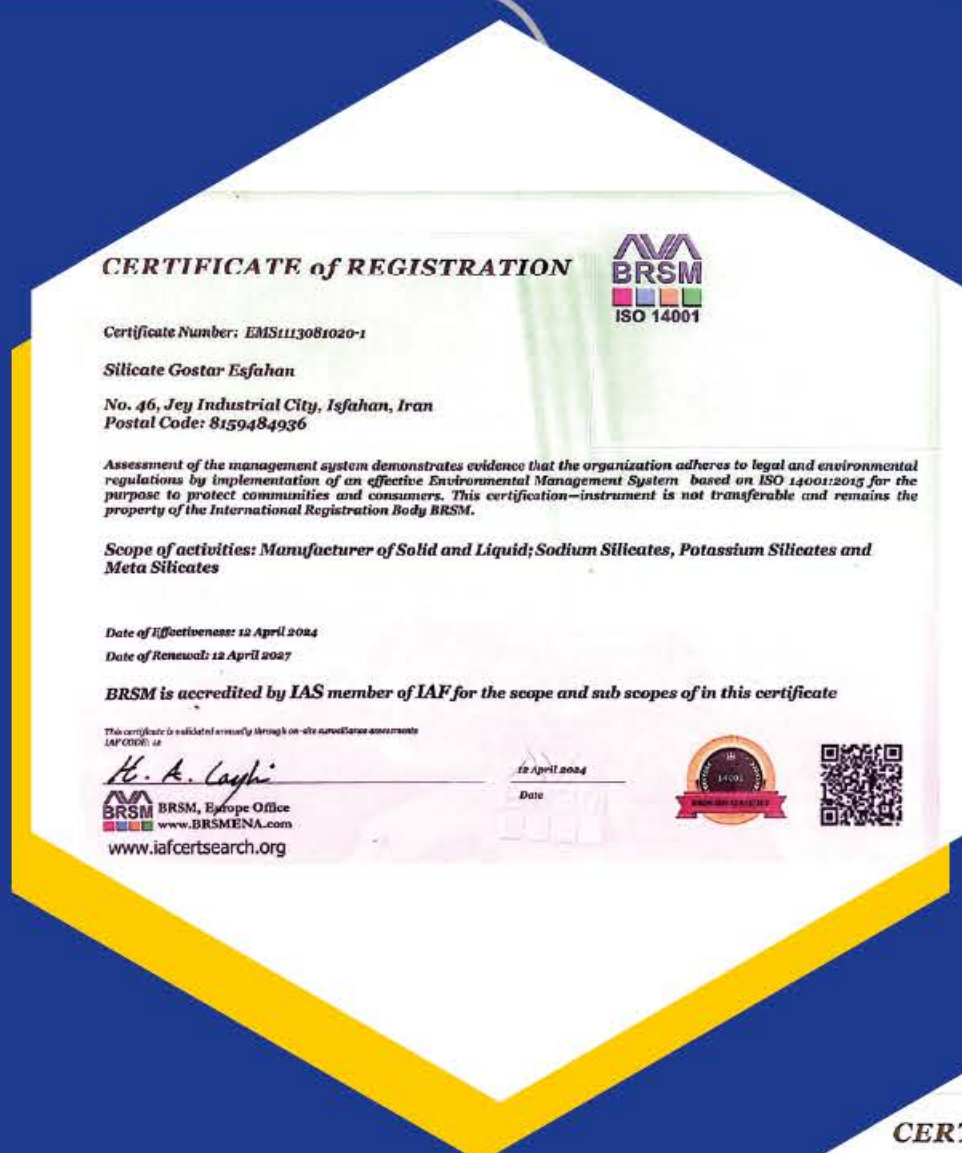 CERTIFICATE of REGISTRATION
BRSM
ISO 14001
Certificate Number: EMS1113081020-1
Silicate Gostar Esfahan
No. 46, Jey Industrial City, Isfahan, Iran
Postal Code: 8159484936
Assessment of the management system demonstrates evidence that the organization adheres to legal and environmental
regulations by implementation of an effective Environmental Management System based on ISO 14001:2015 for the
purpose to protect communities and consumers. This certification—instrument is not transferable and remains the
property of the International Registration Body BRSM.
Scope of activities: Manufacturer of Solid and Liquid; Sodium Silicates, Potassium Silicates and
Meta Silicates
Date of Effectiveness: 12 April 2024
Date of Renewal: 12 April 2027
BRSM is accredited by IAS member of IAF for the scope and sub scopes of in this certificate
This certificate is validated annually through on-site surveillance assessments
IAF CODE: 12
12 April 2024
Date
14001
BRSM BRSM, Europe Office
www.BRSMENA.com
www.iafcertsearch.org
CERT